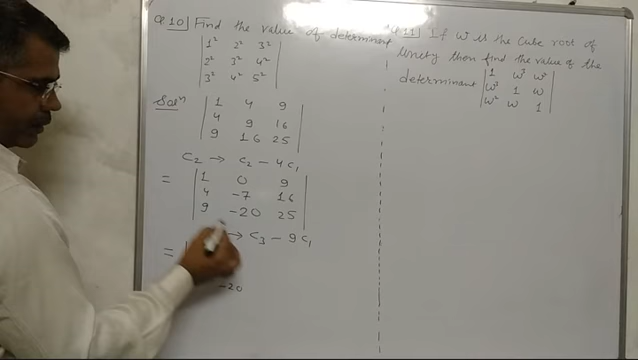 Q.10] Find the value of determinant
| 1² 2² 3² |
| 2² 3² 4² |
| 3² 4² 5² |
Solⁿ | 1 4 9 |
| 4 9 16 |
| 9 16 25 |
C₂ → C₂ - 4C₁
= | 1 0 9 |
| 4 -7 16 |
| 9 -20 25 |
→ C₃ - 9C₁
= |
-20
Q.11] If ω is the cube root of
Unity then find the value of the
determinant | 1 ω³ ω² |
| ω³ 1 ω |
| ω² ω 1 |